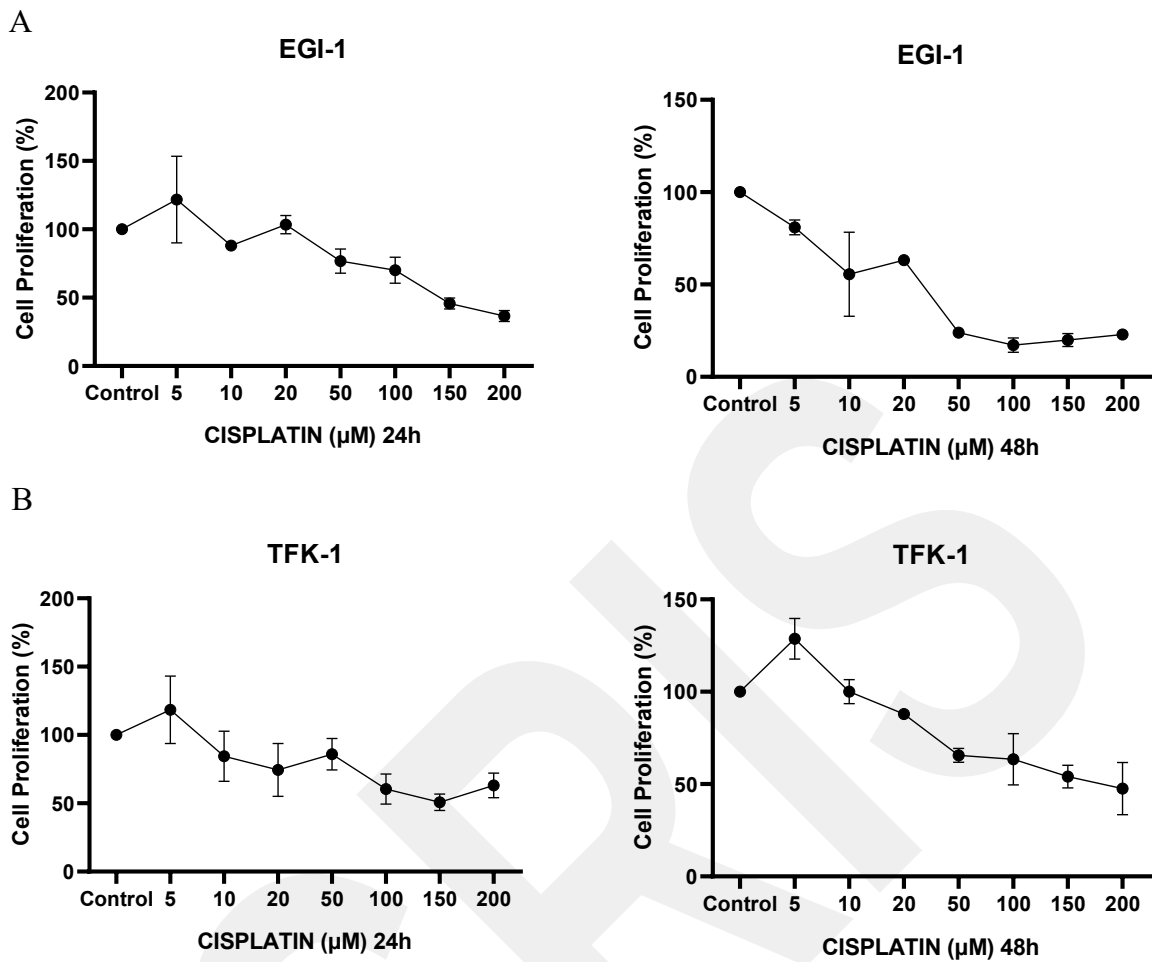 A
EGI-1
200
150
100
50
0
Cell Proliferation (%)
Control 5 10 20 50 100 150 200
CISPLATIN (µM) 24h
EGI-1
150
100
50
0
Cell Proliferation (%)
Control 5 10 20 50 100 150 200
CISPLATIN (µM) 48h
B
TFK-1
200
150
100
50
0
Cell Proliferation (%)
Control 5 10 20 50 100 150 200
CISPLATIN (µM) 24h
TFK-1
150
100
50
0
Cell Proliferation (%)
Control 5 10 20 50 100 150 200
CISPLATIN (µM) 48h